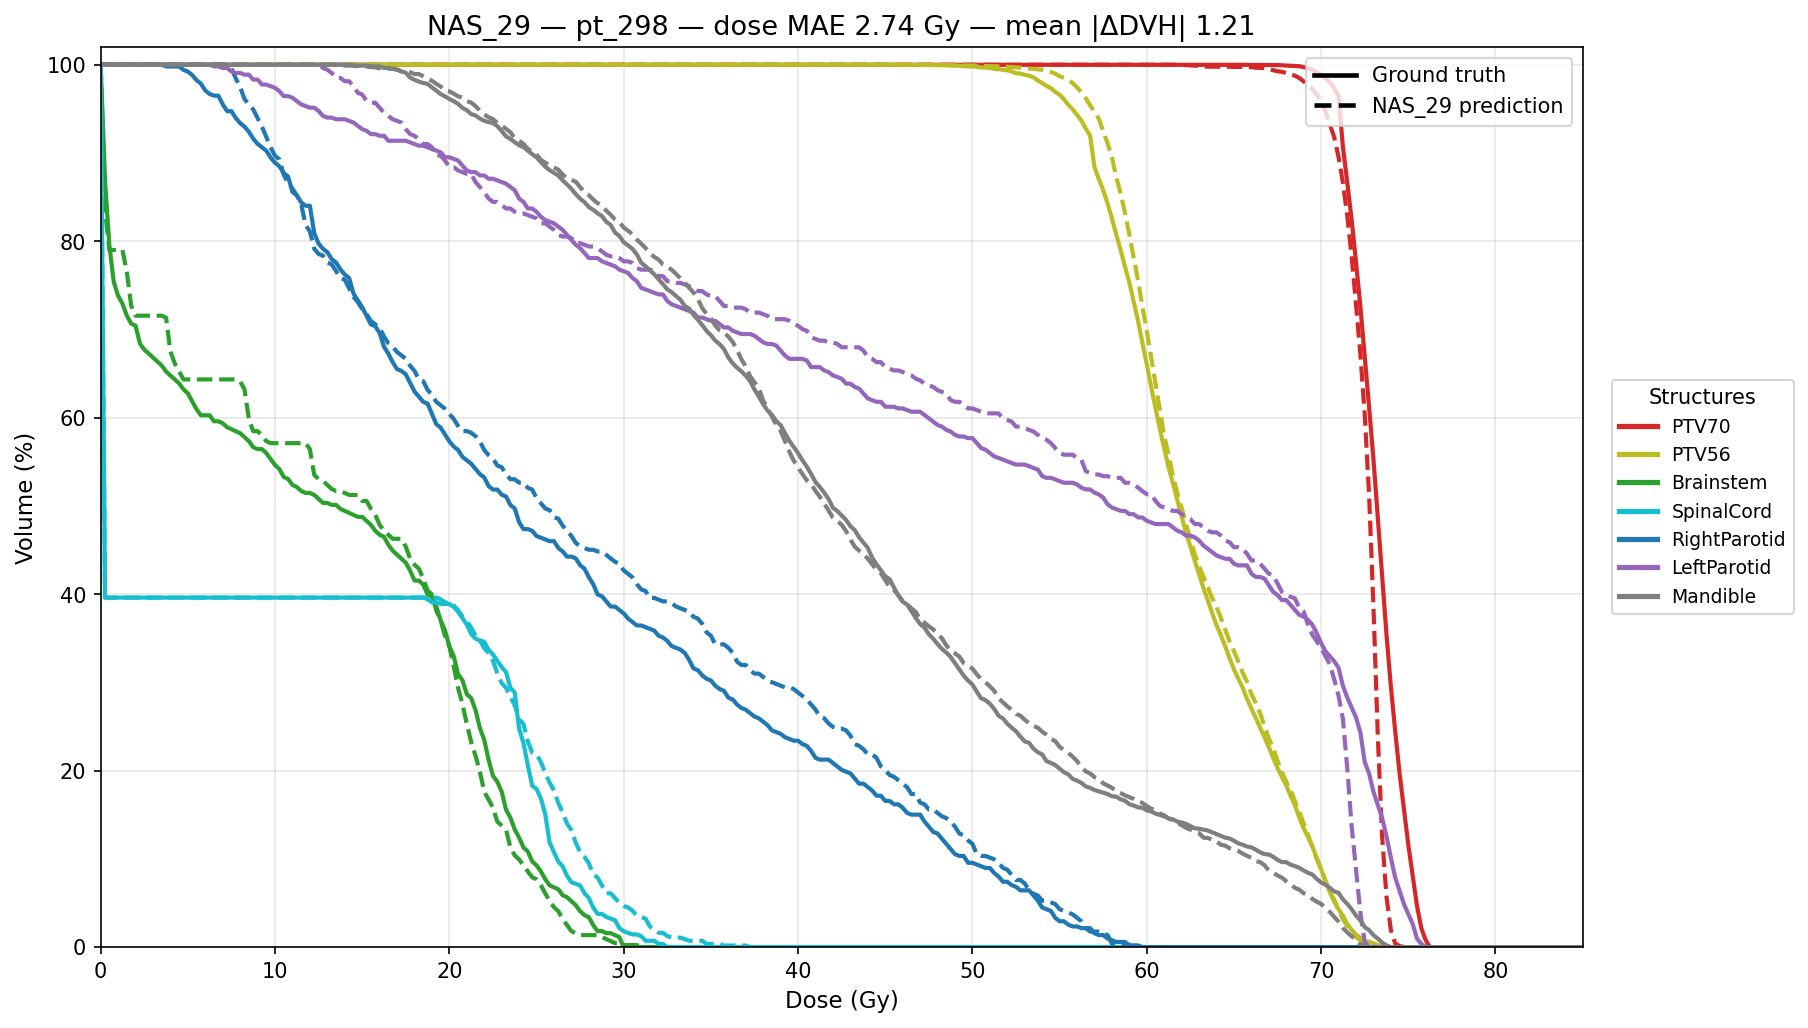 NAS_29 — pt_298 — dose MAE 2.74 Gy — mean |ΔDVH| 1.21
Ground truth
NAS_29 prediction
Volume (%)
100
80
60
40
20
0
0 10 20 30 40 50 60 70 80
Dose (Gy)
Structures
PTV70
PTV56
Brainstem
SpinalCord
RightParotid
LeftParotid
Mandible